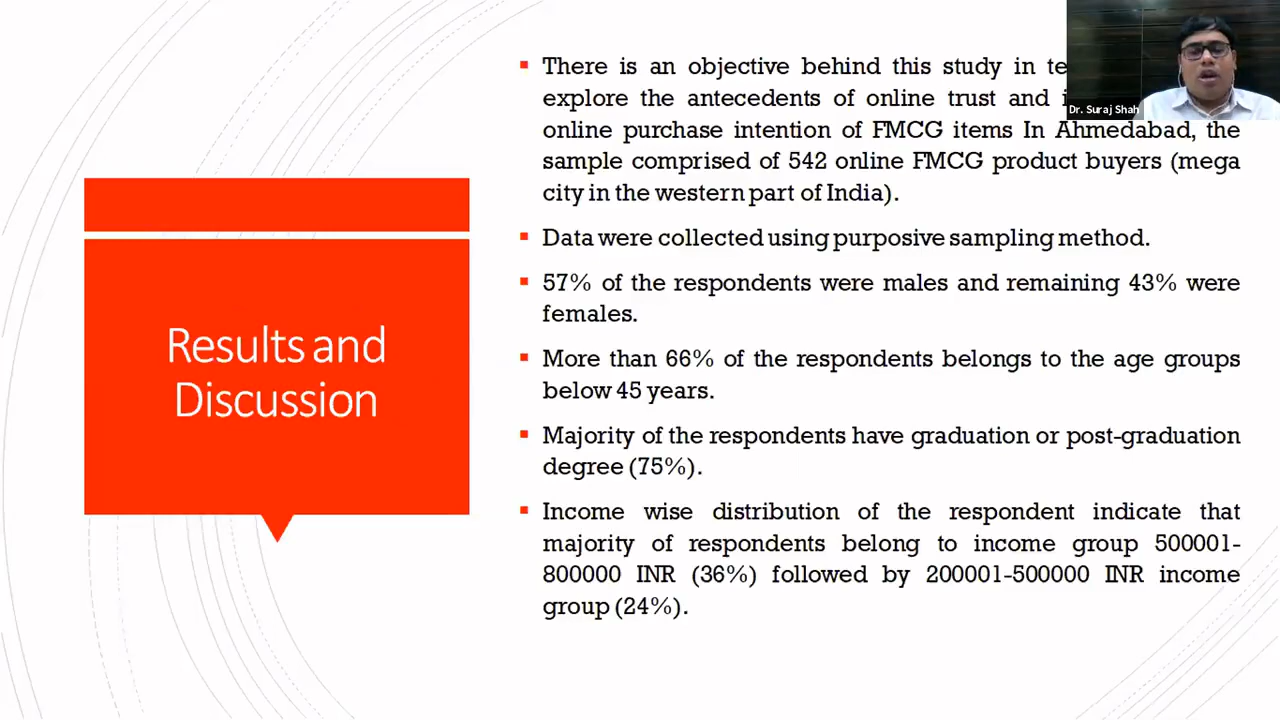 Results and
Discussion
There is an objective behind this study in
explore the antecedents of online trust and
online purchase intention of FMCG items In Ahmedabad, the
sample comprised of 542 online FMCG product buyers (mega
city in the western part of India).
Data were collected using purposive sampling method.
57% of the respondents were males and remaining 43% were
females.
More than 66% of the respondents belongs to the age groups
below 45 years.
Majority of the respondents have graduation or post-graduation
degree (75%).
Income wise distribution of the respondent indicate that
majority of respondents belong to income group 500001-
800000 INR (36%) followed by 200001-500000 INR income
group (24%).
Dr. Suraj Shah